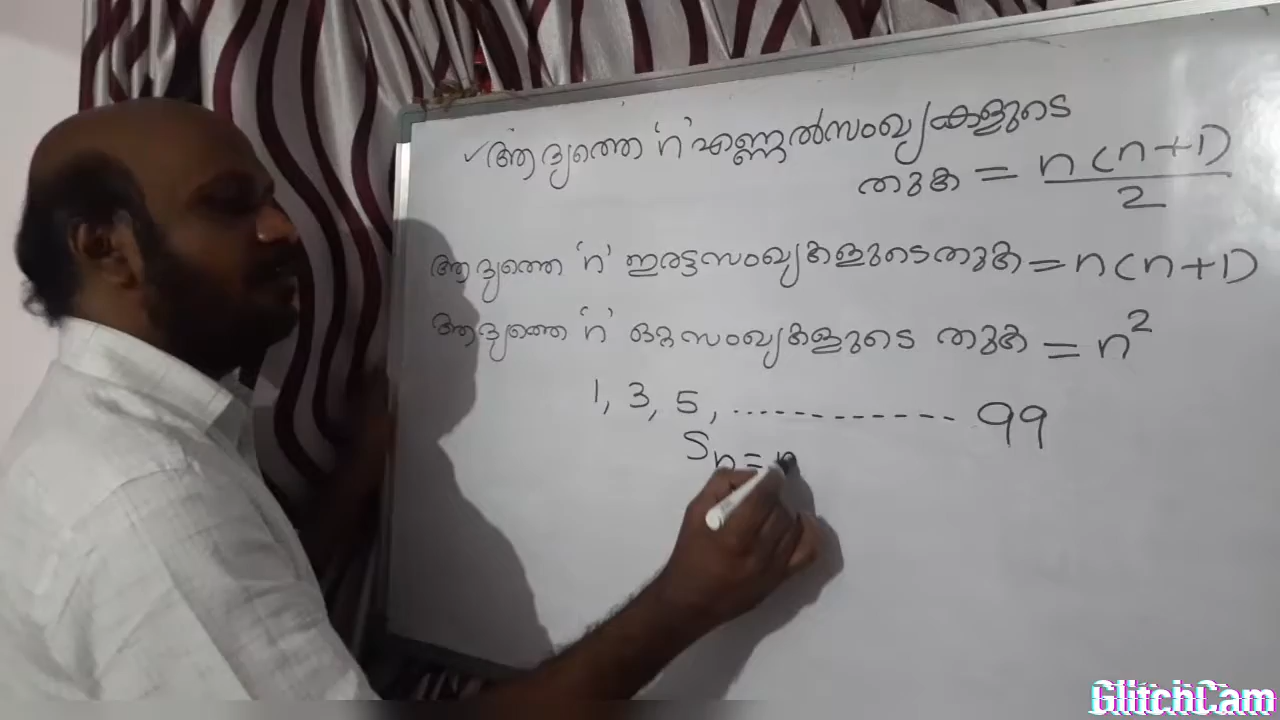 ✓ ആദ്യത്തെ 'n' എണ്ണൽസംഖ്യകളുടെ
തുക = n(n+1)/2
ആദ്യത്തെ 'n' ഇരട്ടസംഖ്യകളുടെ തുക = n(n+1)
ആദ്യത്തെ 'n' ഒറ്റസംഖ്യകളുടെ തുക = n²
1, 3, 5, ............. 99
Sn = n
GlitchCam